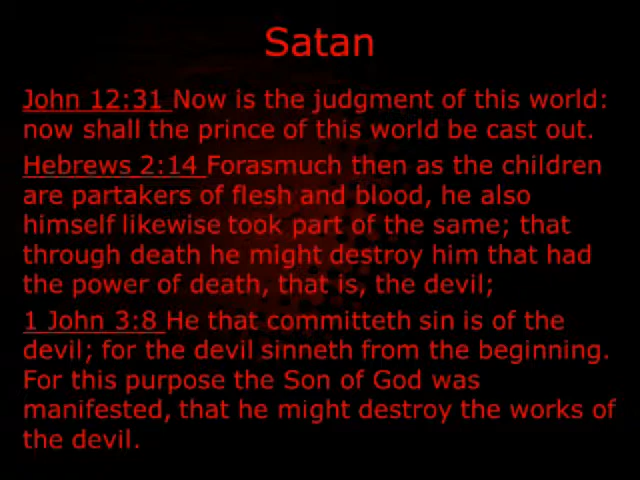 Satan
John 12:31 Now is the judgment of this world:
now shall the prince of this world be cast out.
Hebrews 2:14 Forasmuch then as the children
are partakers of flesh and blood, he also
himself likewise took part of the same; that
through death he might destroy him that had
the power of death, that is, the devil;
1 John 3:8 He that committeth sin is of the
devil; for the devil sinneth from the beginning.
For this purpose the Son of God was
manifested, that he might destroy the works of
the devil.